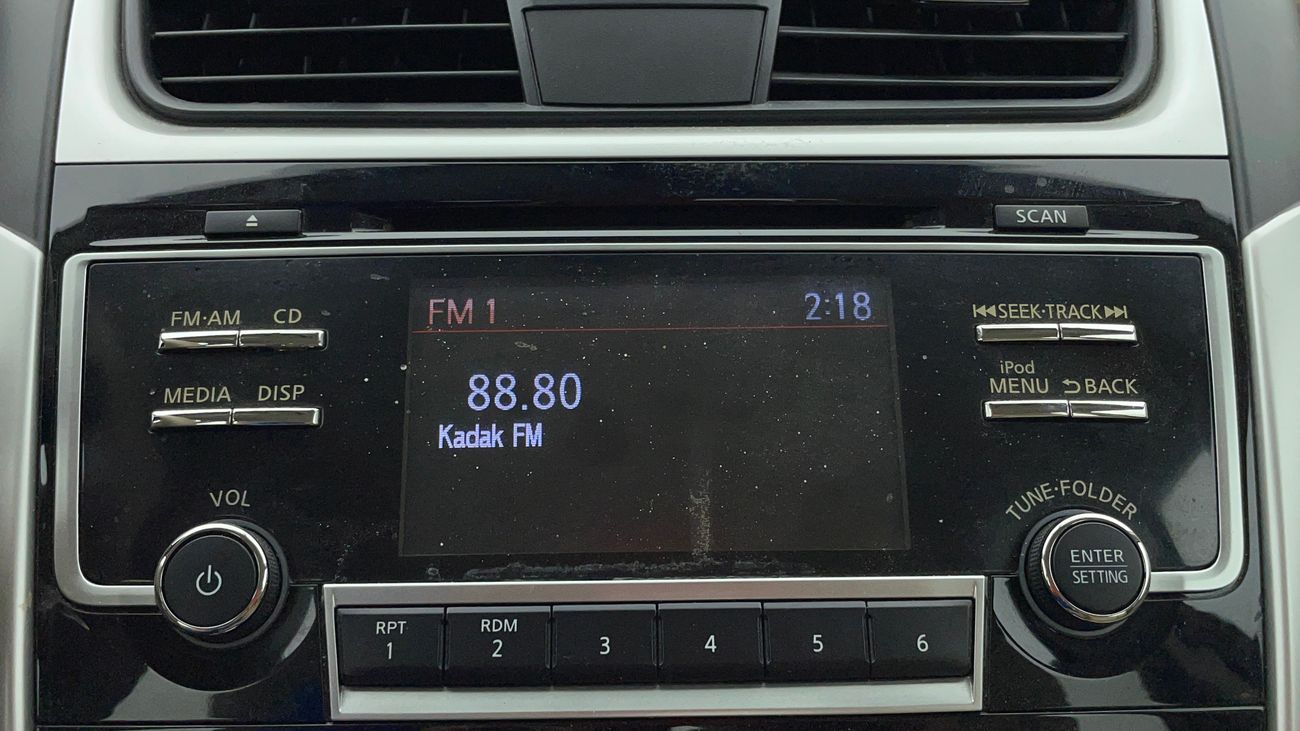 SCAN
FM·AM CD
FM 1 2:18
SEEK·TRACK
MEDIA DISP
88.80
Kadak FM
iPod
MENU BACK
VOL
TUNE·FOLDER
ENTER
SETTING
RPT RDM
1 2 3 4 5 6